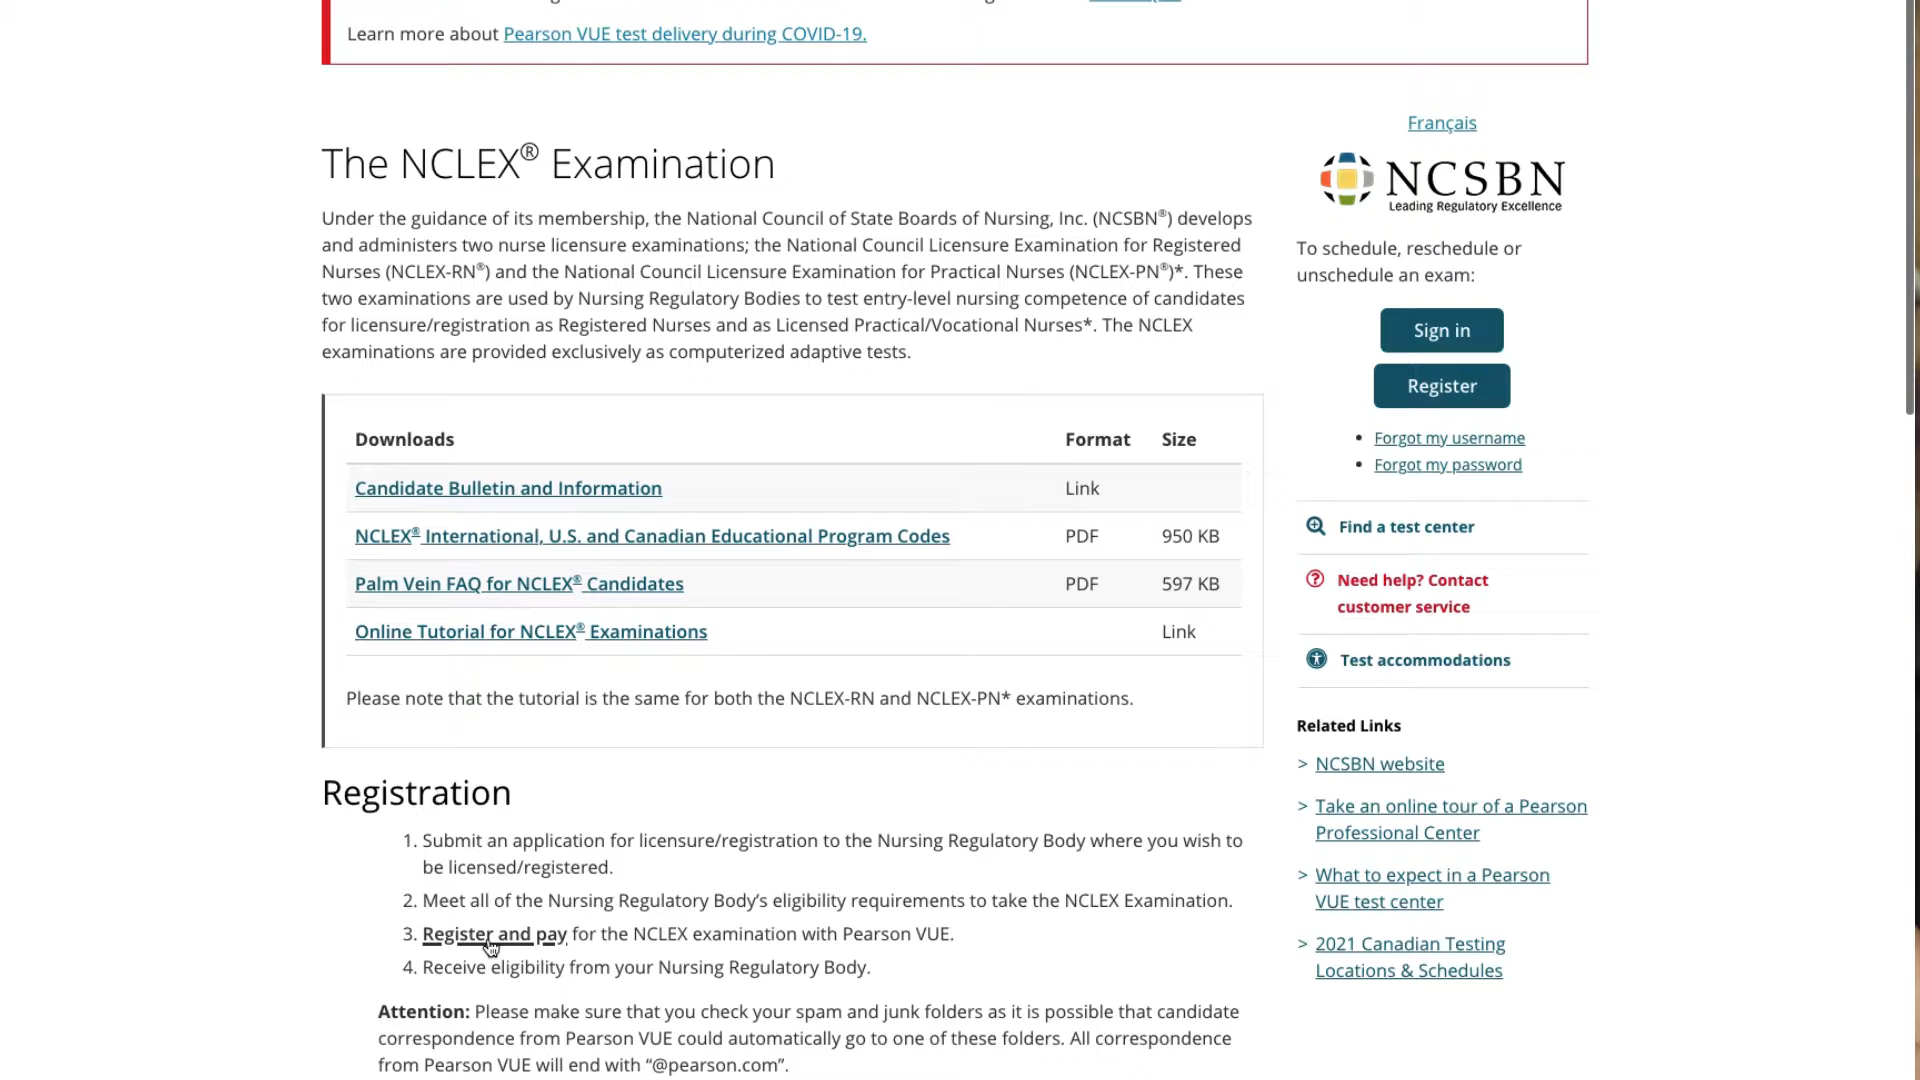 Learn more about Pearson VUE test delivery during COVID-19.
Français
The NCLEX® Examination
NCSBN
Leading Regulatory Excellence
Under the guidance of its membership, the National Council of State Boards of Nursing, Inc. (NCSBN®) develops
and administers two nurse licensure examinations; the National Council Licensure Examination for Registered
Nurses (NCLEX-RN®) and the National Council Licensure Examination for Practical Nurses (NCLEX-PN®)*. These
two examinations are used by Nursing Regulatory Bodies to test entry-level nursing competence of candidates
for licensure/registration as Registered Nurses and as Licensed Practical/Vocational Nurses*. The NCLEX
examinations are provided exclusively as computerized adaptive tests.
To schedule, reschedule or
unschedule an exam:
Sign in
Register
• Forgot my username
• Forgot my password
Downloads Format Size
Candidate Bulletin and Information Link
NCLEX® International, U.S. and Canadian Educational Program Codes PDF 950 KB
Palm Vein FAQ for NCLEX® Candidates PDF 597 KB
Online Tutorial for NCLEX® Examinations Link
Please note that the tutorial is the same for both the NCLEX-RN and NCLEX-PN* examinations.
Find a test center
Need help? Contact
customer service
Test accommodations
Related Links
> NCSBN website
> Take an online tour of a Pearson
Professional Center
> What to expect in a Pearson
VUE test center
> 2021 Canadian Testing
Locations & Schedules
Registration
1. Submit an application for licensure/registration to the Nursing Regulatory Body where you wish to
be licensed/registered.
2. Meet all of the Nursing Regulatory Body's eligibility requirements to take the NCLEX Examination.
3. Register and pay for the NCLEX examination with Pearson VUE.
4. Receive eligibility from your Nursing Regulatory Body.
Attention: Please make sure that you check your spam and junk folders as it is possible that candidate
correspondence from Pearson VUE could automatically go to one of these folders. All correspondence
from Pearson VUE will end with “@pearson.com”.